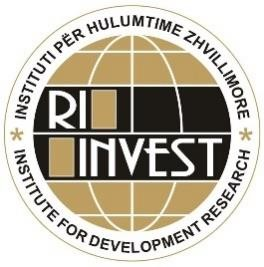 INSTITUTI PËR HULUMTIME ZHVILLIMORE
RI
INVEST
INSTITUTE FOR DEVELOPMENT RESEARCH